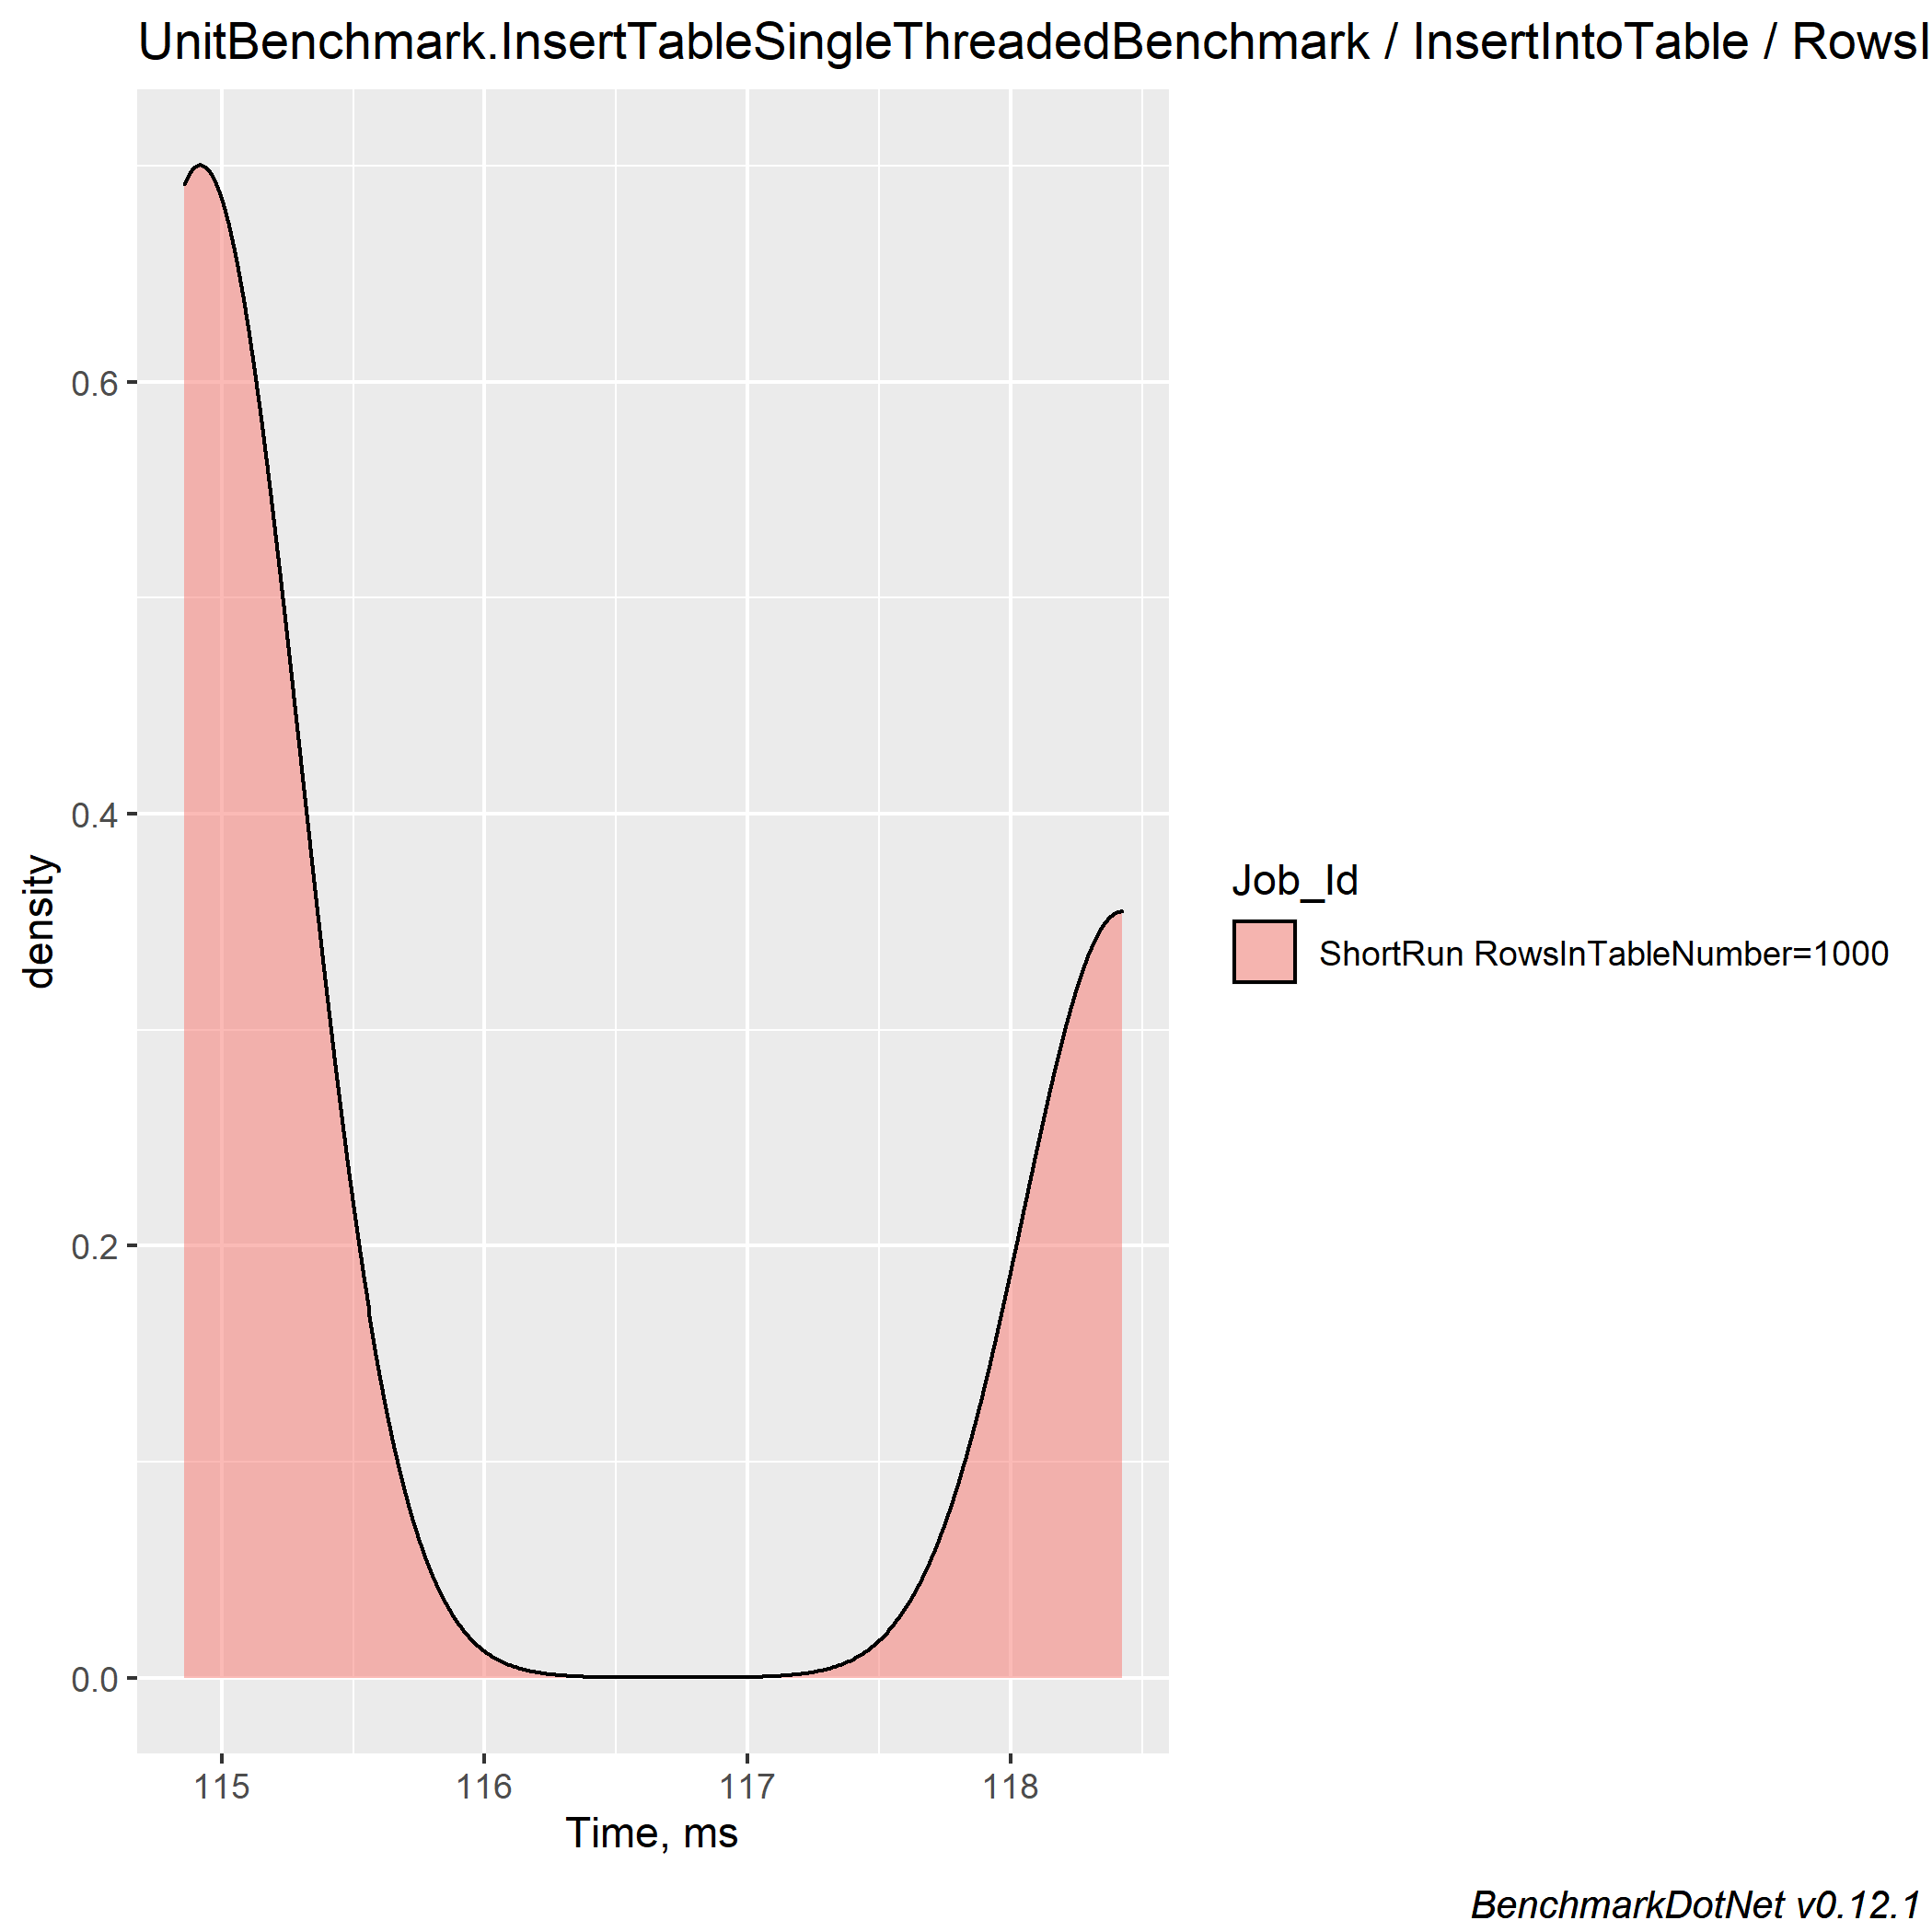 UnitBenchmark.InsertTableSingleThreadedBenchmark / InsertIntoTable / RowsI
0.6
0.4
0.2
0.0
density
115 116 117 118
Time, ms
Job_Id
ShortRun RowsInTableNumber=1000
BenchmarkDotNet v0.12.1